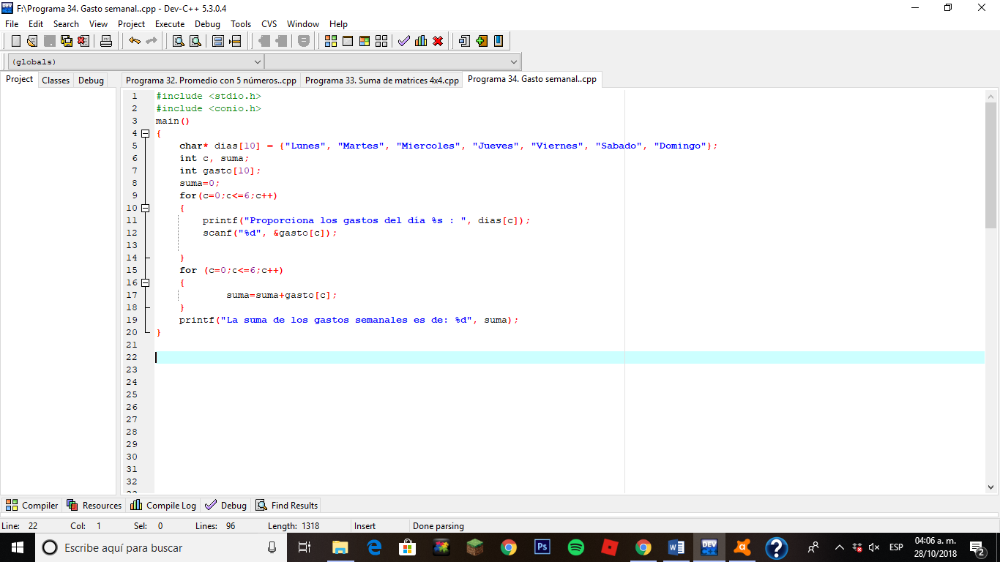 F:\Programa 34. Gasto semanal..cpp - Dev-C++ 5.3.0.4
File Edit Search View Project Execute Debug Tools CVS Window Help
(globals)
Project Classes Debug Programa 32. Promedio con 5 números..cpp Programa 33. Suma de matrices 4x4.cpp Programa 34. Gasto semanal..cpp
1 #include <stdio.h>
2 #include <conio.h>
3 main()
4 {
5 char* dias[10] = {"Lunes", "Martes", "Miercoles", "Jueves", "Viernes", "Sabado", "Domingo"};
6 int c, suma;
7 int gasto[10];
8 suma=0;
9 for(c=0;c<=6;c++)
10 {
11 printf("Proporciona los gastos del día %s : ", dias[c]);
12 scanf("%d", &gasto[c]);
13
14 }
15 for (c=0;c<=6;c++)
16 {
17 suma=suma+gasto[c];
18 }
19 printf("La suma de los gastos semanales es de: %d", suma);
20 }
21
22
23
24
25
26
27
28
29
30
31
32
Compiler Resources Compile Log Debug Find Results
Line: 22 Col: 1 Sel: 0 Lines: 96 Length: 1318 Insert Done parsing
Escribe aquí para buscar
Ps
W
DEV
ESP
04:06 a. m.
28/10/2018
2